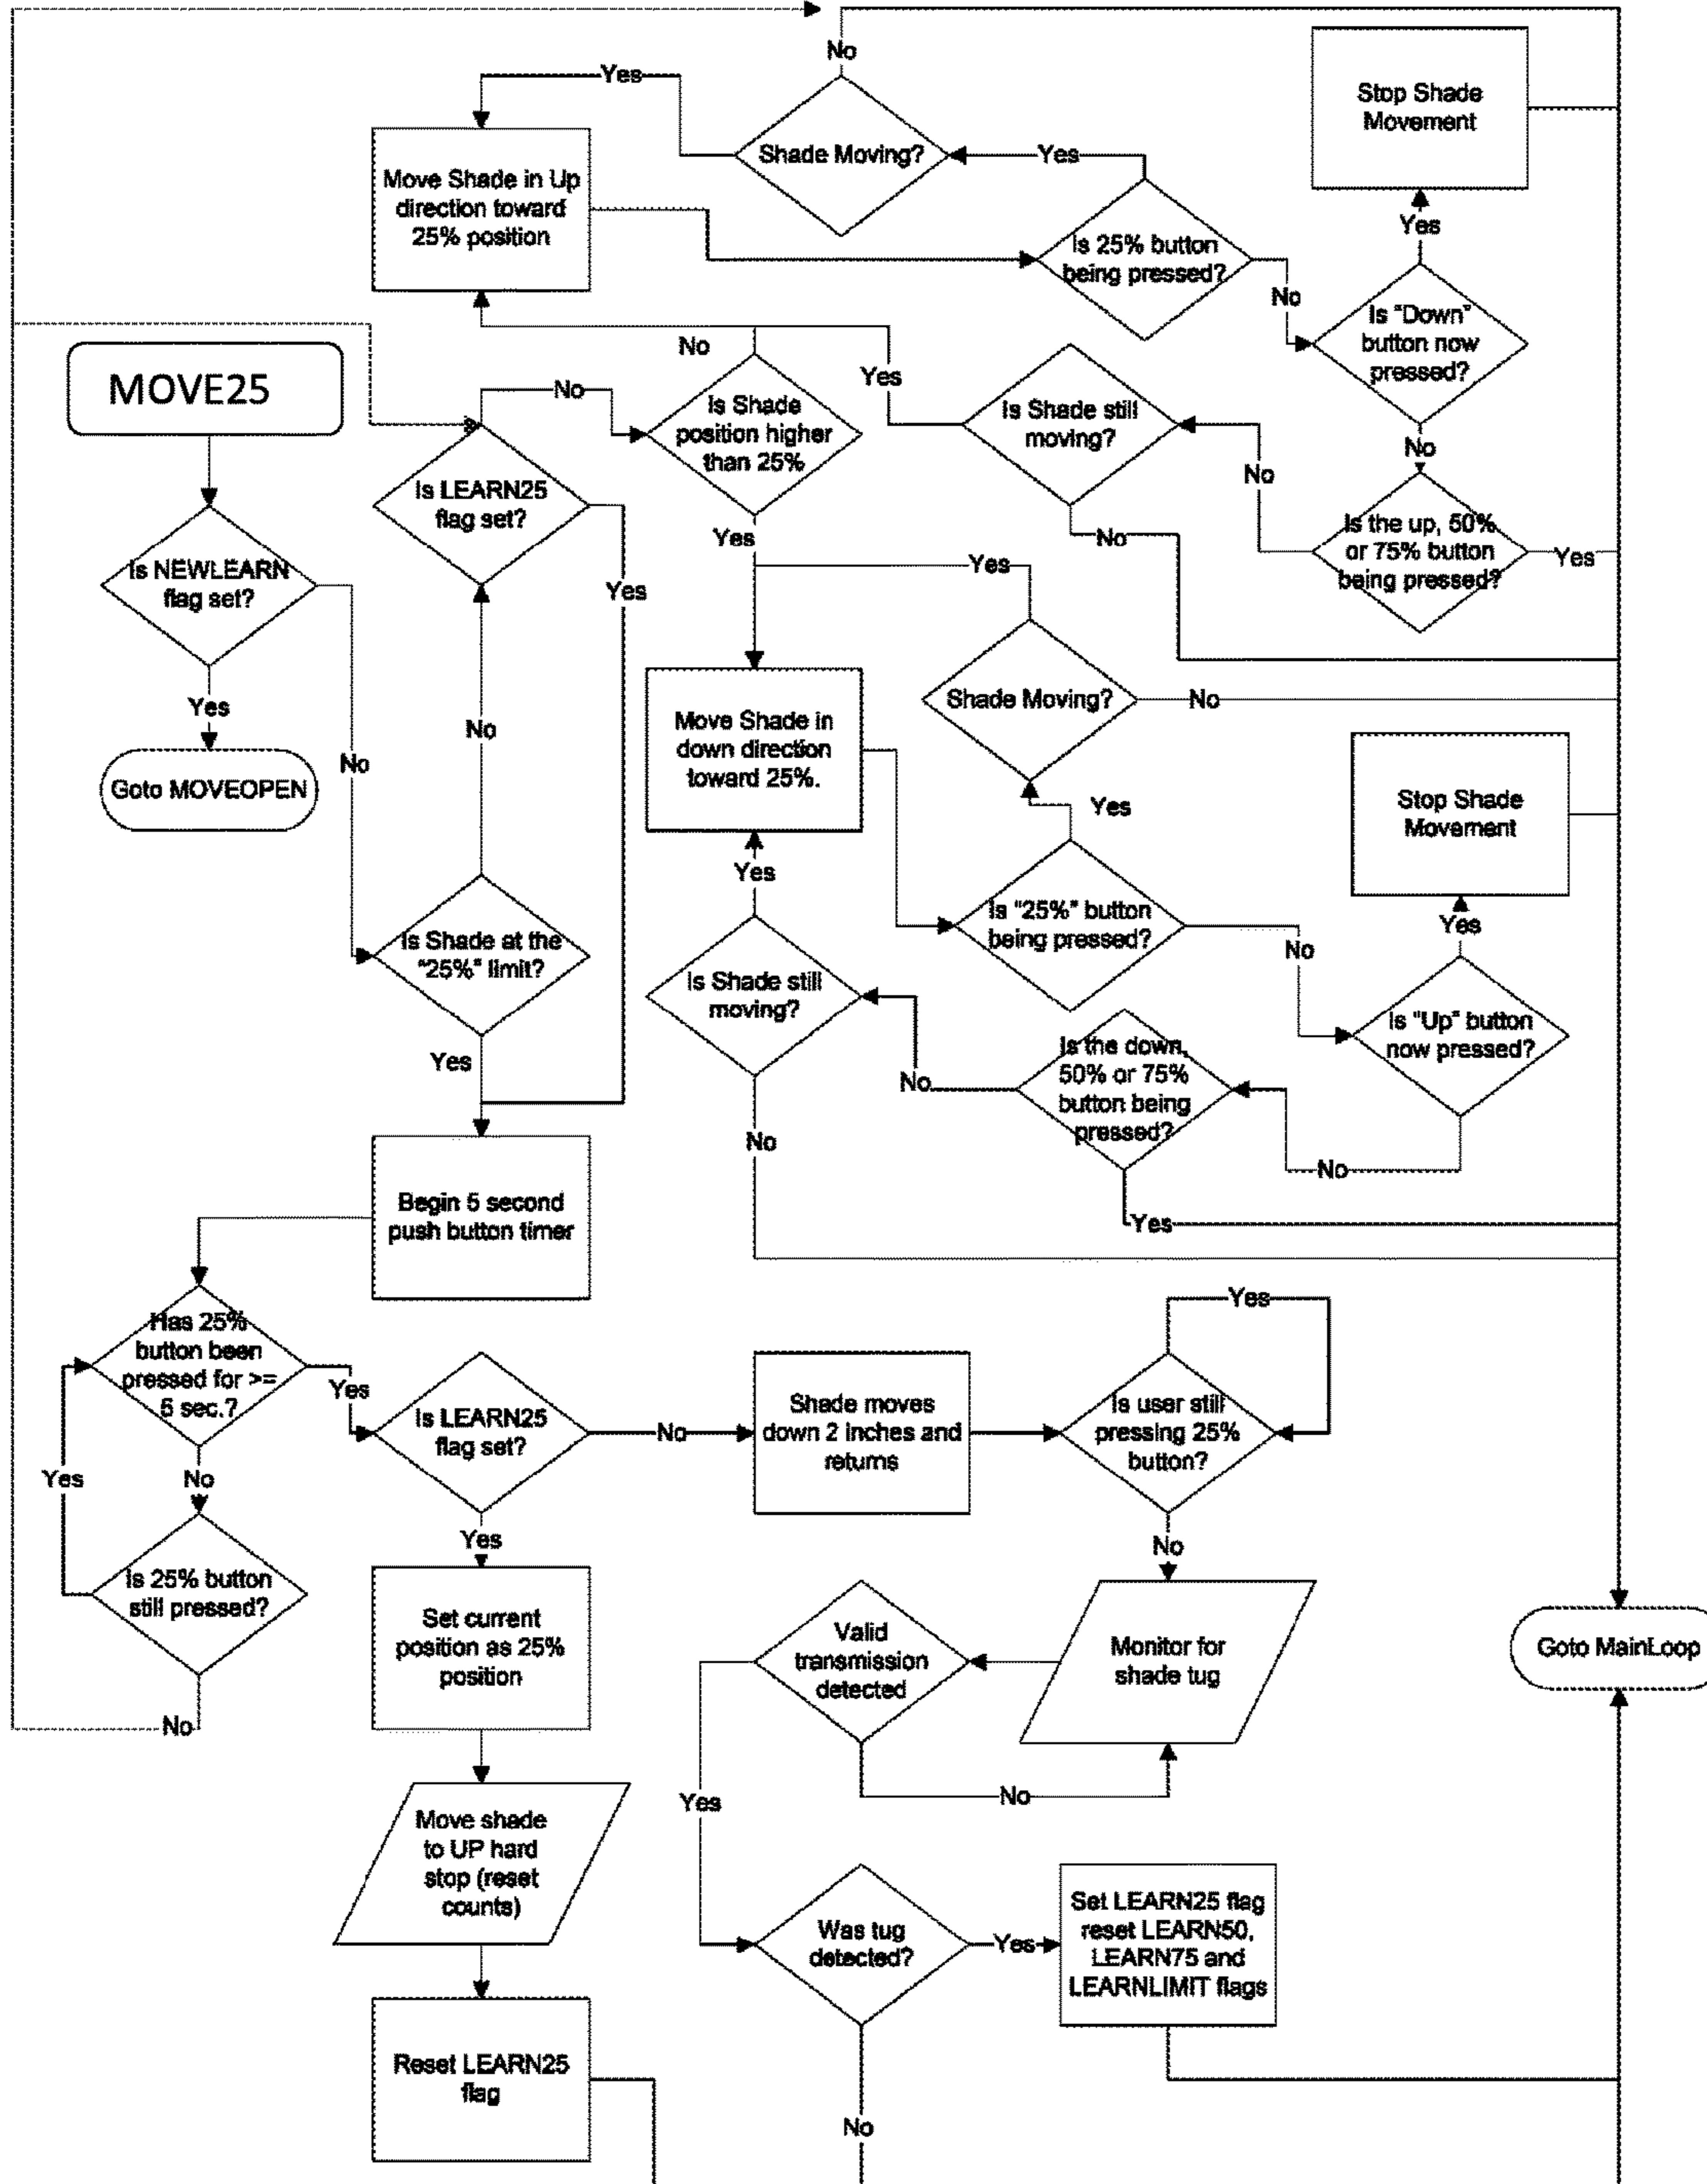 No
Yes
Stop Shade
Movement
Shade Moving?
Yes
Move Shade in Up
direction toward
25% position
Yes
Is 25% button
being pressed?
No
Is "Down"
button now
pressed?
No
MOVE25
No
Is Shade
position higher
than 25%
Yes
Is Shade still
moving?
No
No
Is LEARN25
flag set?
Yes
No
Is the up, 50%
or 75% button
being pressed?
Yes
Is NEWLEARN
flag set?
Yes
Yes
Yes
No
Goto MOVEOPEN
No
No
Move Shade in
down direction
toward 25%.
Shade Moving?
No
Yes
Stop Shade
Movement
Yes
Is "25%" button
being pressed?
No
Yes
Is Shade at the
"25%" limit?
Is Shade still
moving?
Is "Up" button
now pressed?
Yes
No
Is the down,
50% or 75%
button being
pressed?
No
No
Yes
Begin 5 second
push button timer
Has 25%
button been
pressed for >=
5 sec.?
Yes
Is LEARN25
flag set?
No
Shade moves
down 2 inches and
returns
Is user still
pressing 25%
button?
Yes
Yes
No
Yes
No
Is 25% button
still pressed?
No
Set current
position as 25%
position
Valid
transmission
detected
Monitor for
shade tug
Goto MainLoop
No
Yes
Move shade
to UP hard
stop (reset
counts)
Was tug
detected?
Yes
Set LEARN25 flag
reset LEARN50,
LEARN75 and
LEARNLIMIT flags
Reset LEARN25
flag
No